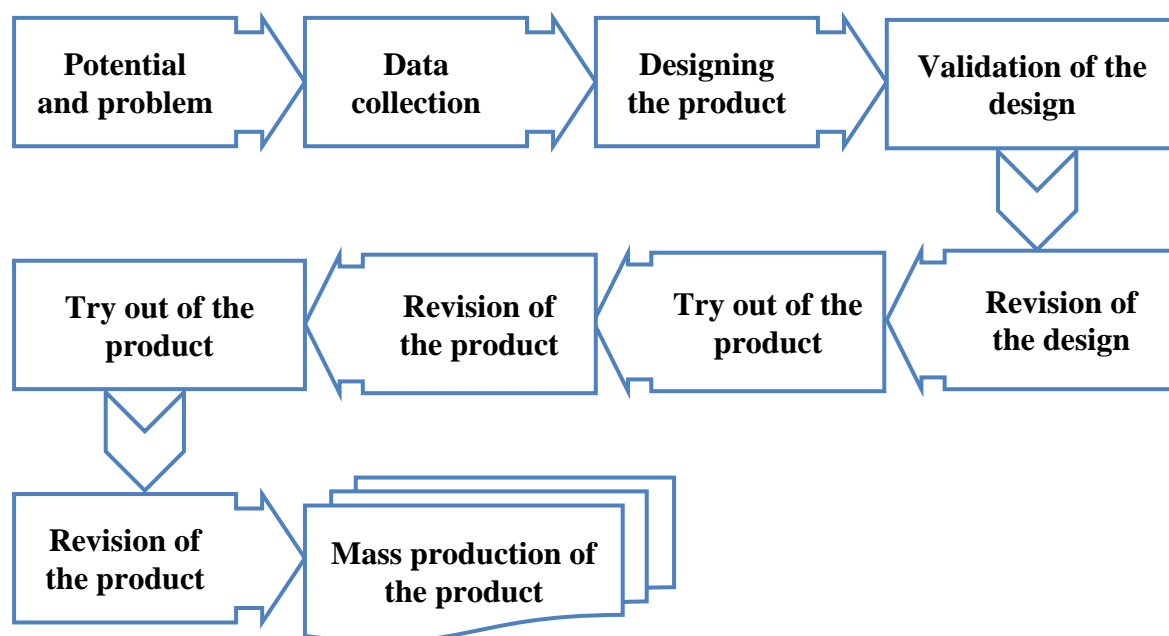 Potential
and problem
Data
collection
Designing
the product
Validation of the
design
Revision of
the design
Try out of the
product
Revision of
the product
Try out of the
product
Revision of
the product
Mass production of
the product